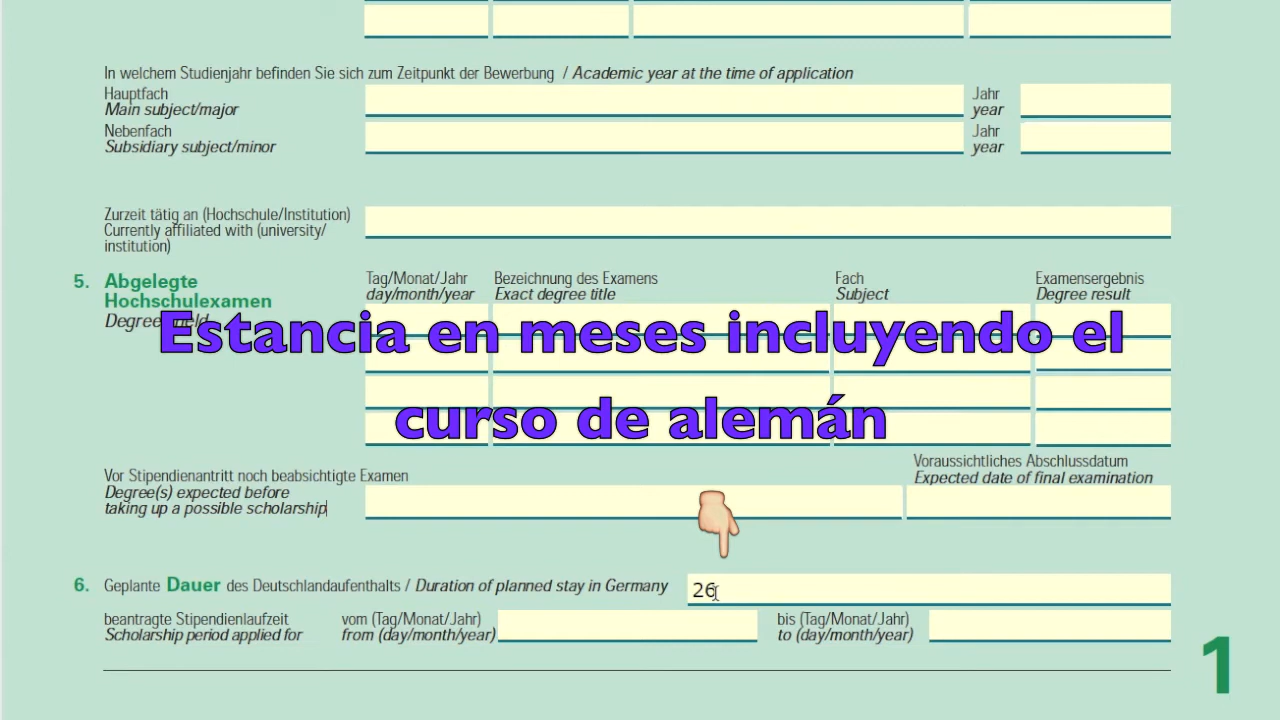 In welchem Studienjahr befinden Sie sich zum Zeitpunkt der Bewerbung / Academic year at the time of application
Hauptfach
Main subject/major
Jahr
year
Nebenfach
Subsidiary subject/minor
Jahr
year
Zurzeit tätig an (Hochschule/Institution)
Currently affiliated with (university/
institution)
5. Abgelegte
Hochschulexamen
Degrees held
Tag/Monat/Jahr
day/month/year
Bezeichnung des Examens
Exact degree title
Fach
Subject
Examensergebnis
Degree result
Estancia en meses incluyendo el
curso de alemán
Vor Stipendienantritt noch beabsichtigte Examen
Degree(s) expected before
taking up a possible scholarship
Voraussichtliches Abschlussdatum
Expected date of final examination
6. Geplante Dauer des Deutschlandaufenthalts / Duration of planned stay in Germany
26
beantragte Stipendienlaufzeit
Scholarship period applied for
vom (Tag/Monat/Jahr)
from (day/month/year)
bis (Tag/Monat/Jahr)
to (day/month/year)
1